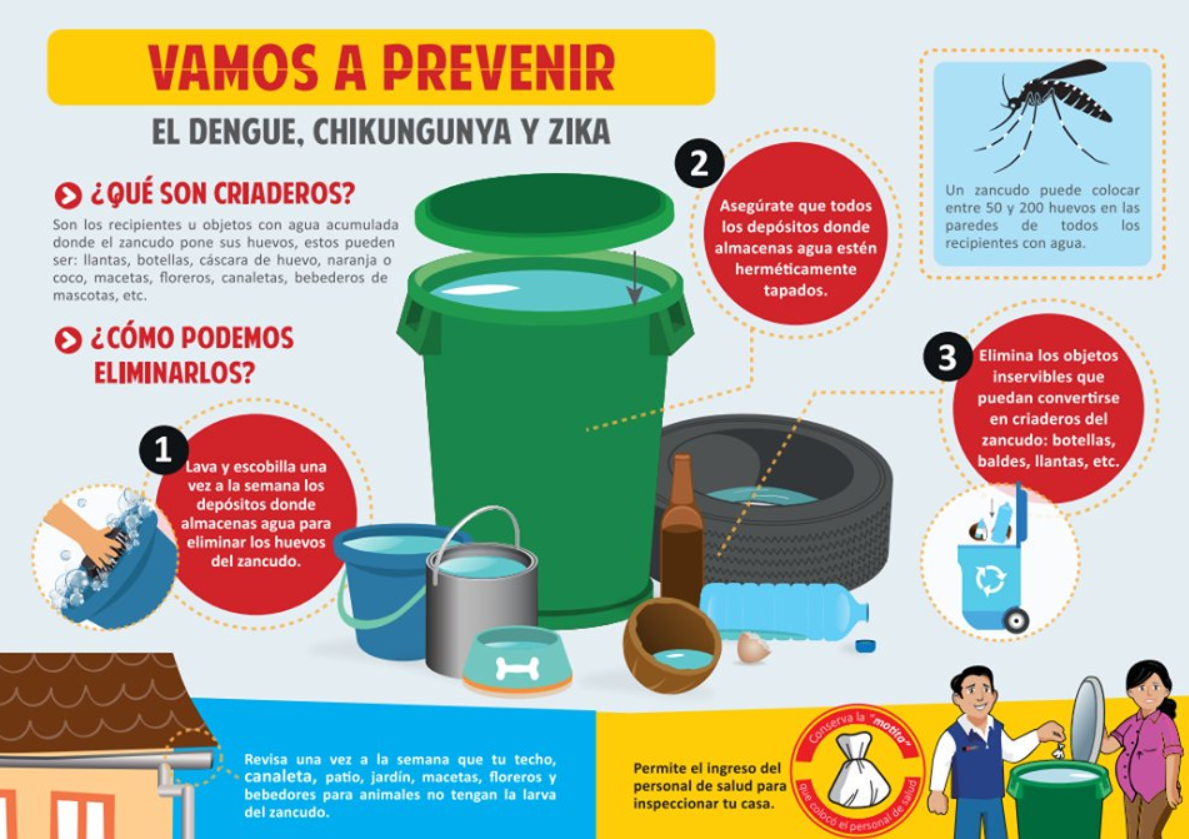 VAMOS A PREVENIR
EL DENGUE, CHIKUNGUNYA Y ZIKA
¿QUÉ SON CRIADEROS?
Son los recipientes u objetos con agua acumulada
donde el zancudo pone sus huevos, estos pueden
ser: llantas, botellas, cáscara de huevo, naranja o
coco, macetas, floreros, canaletas, bebederos de
mascotas, etc.
¿CÓMO PODEMOS
ELIMINARLOS?
1
Lava y escobilla una
vez a la semana los
depósitos donde
almacenas agua para
eliminar los huevos
del zancudo.
2
Asegúrate que todos
los depósitos donde
almacenas agua estén
herméticamente
tapados.
Un zancudo puede colocar
entre 50 y 200 huevos en las
paredes de todos los
recipientes con agua.
3
Elimina los objetos
inservibles que
puedan convertirse
en criaderos del
zancudo: botellas,
baldes, llantas, etc.
Revisa una vez a la semana que tu techo,
canaleta, patio, jardín, macetas, floreros y
bebedores para animales no tengan la larva
del zancudo.
Permite el ingreso del
personal de salud para
inspeccionar tu casa.
Conserva la "motita"
que colocó el personal de salud